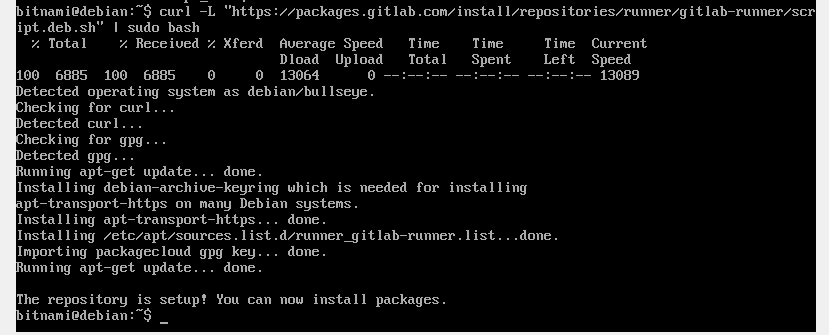 bitnami@debian:~$ curl -L "https://packages.gitlab.com/install/repositories/runner/gitlab-runner/scr
ipt.deb.sh" | sudo bash
  % Total    % Received % Xferd  Average Speed   Time    Time     Time  Current
                                 Dload  Upload   Total   Spent    Left  Speed
100  6885  100  6885    0     0  13064      0 --:--:-- --:--:-- --:--:-- 13089
Detected operating system as debian/bullseye.
Checking for curl...
Detected curl...
Checking for gpg...
Detected gpg...
Running apt-get update... done.
Installing debian-archive-keyring which is needed for installing
apt-transport-https on many Debian systems.
Installing apt-transport-https... done.
Installing /etc/apt/sources.list.d/runner_gitlab-runner.list...done.
Importing packagecloud gpg key... done.
Running apt-get update... done.

The repository is setup! You can now install packages.
bitnami@debian:~$ _